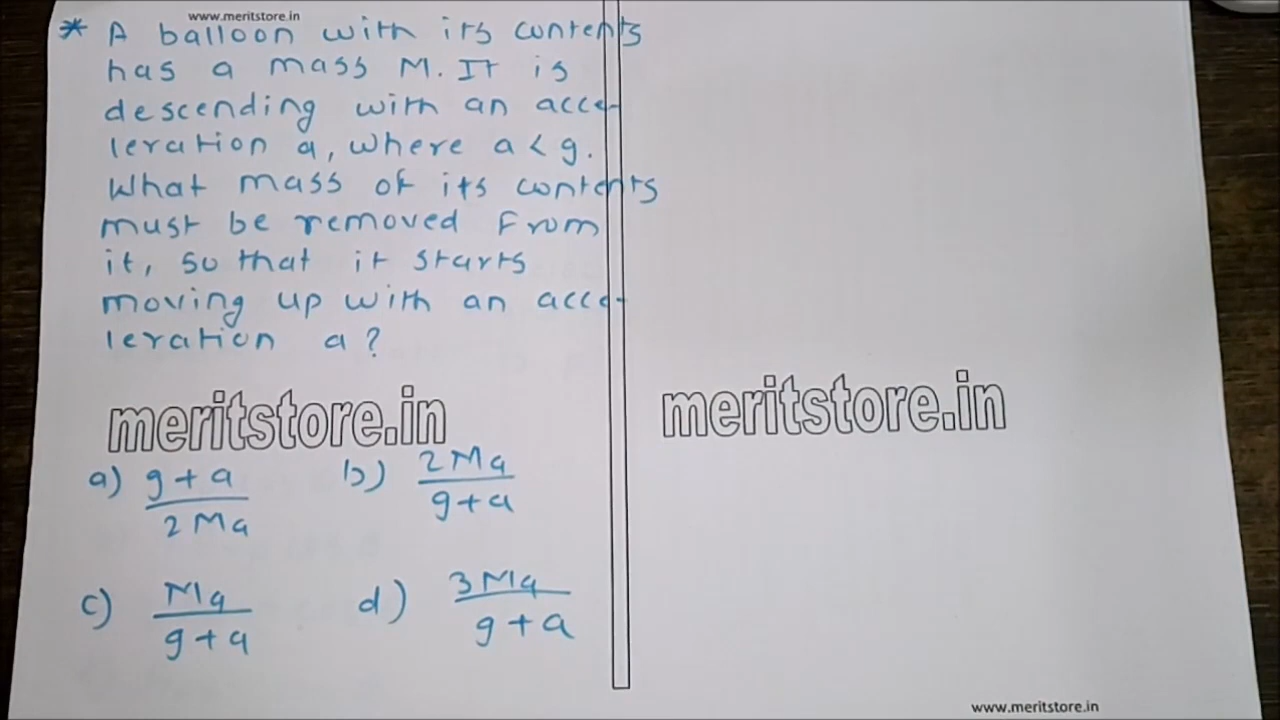 www.meritstore.in
* A balloon with its contents
has a mass M. It is
descending with an acce-
leration a, where a < g.
What mass of its contents
must be removed from
it, so that it starts
moving up with an acce-
leration a?
meritstore.in
meritstore.in
a) g+a / 2Ma b) 2Ma / g+a
c) Ma / g+a d) 3Ma / g+a
www.meritstore.in